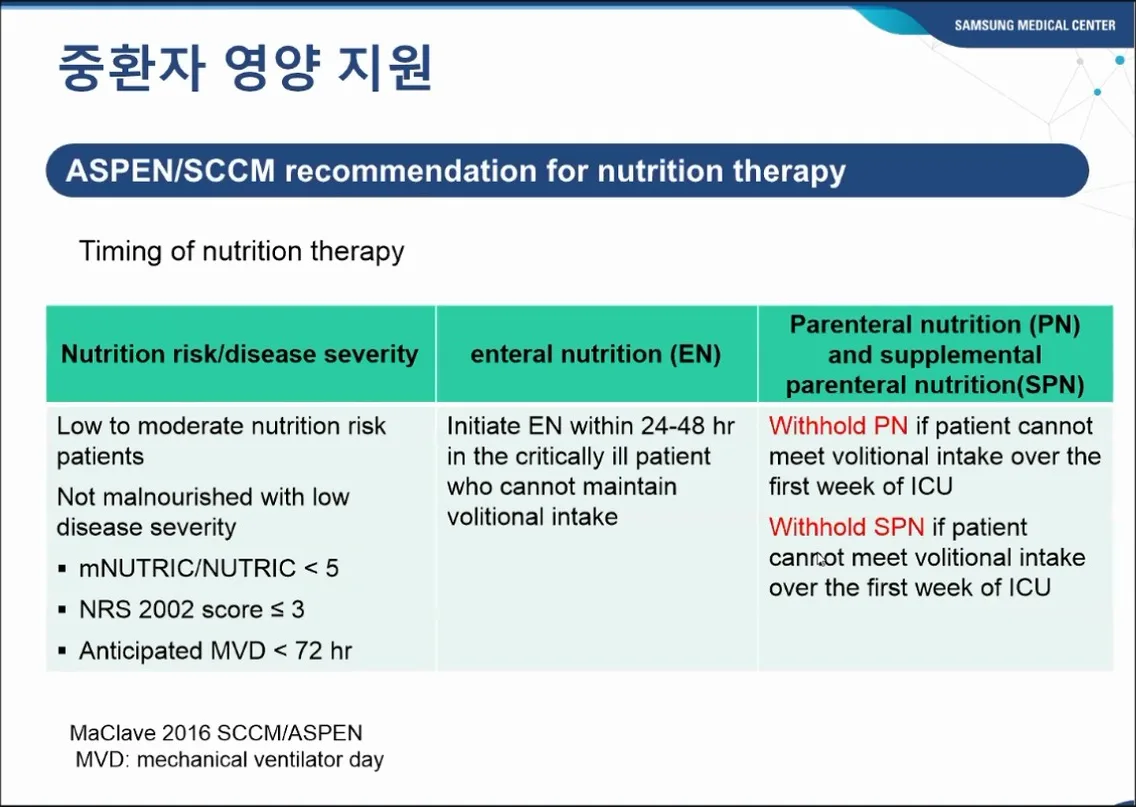 SAMSUNG MEDICAL CENTER
중환자 영양 지원
ASPEN/SCCM recommendation for nutrition therapy
Timing of nutrition therapy
Nutrition risk/disease severity
enteral nutrition (EN)
Parenteral nutrition (PN)
and supplemental
parenteral nutrition(SPN)
Low to moderate nutrition risk
patients
Not malnourished with low
disease severity
▪ mNUTRIC/NUTRIC < 5
▪ NRS 2002 score ≤ 3
▪ Anticipated MVD < 72 hr
Initiate EN within 24-48 hr
in the critically ill patient
who cannot maintain
volitional intake
Withhold PN if patient cannot
meet volitional intake over the
first week of ICU
Withhold SPN if patient
cannot meet volitional intake
over the first week of ICU
MaClave 2016 SCCM/ASPEN
MVD: mechanical ventilator day